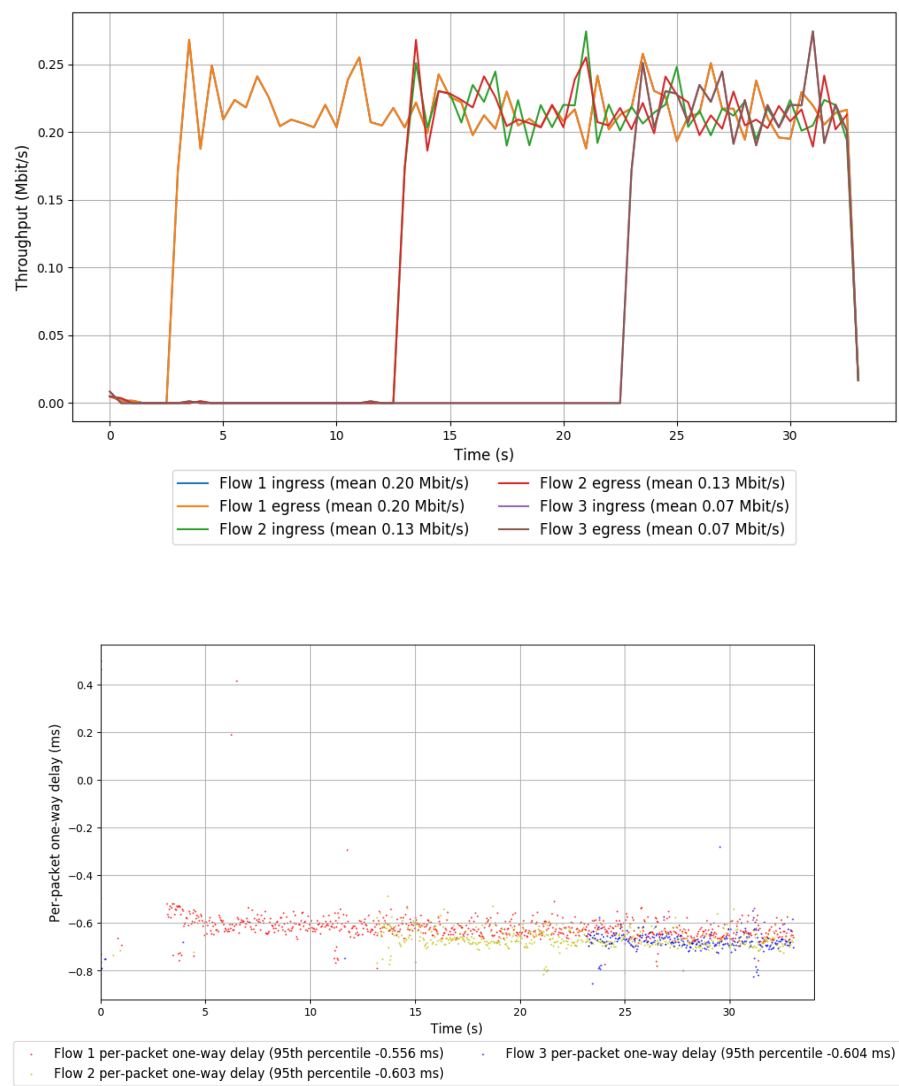 0.25
0.20
0.15
0.10
0.05
0.00
Throughput (Mbit/s)
0 5 10 15 20 25 30
Time (s)
Flow 1 ingress (mean 0.20 Mbit/s) Flow 2 egress (mean 0.13 Mbit/s)
Flow 1 egress (mean 0.20 Mbit/s) Flow 3 ingress (mean 0.07 Mbit/s)
Flow 2 ingress (mean 0.13 Mbit/s) Flow 3 egress (mean 0.07 Mbit/s)
0.4
0.2
0.0
−0.2
−0.4
−0.6
−0.8
Per-packet one-way delay (ms)
0 5 10 15 20 25 30
Time (s)
Flow 1 per-packet one-way delay (95th percentile -0.556 ms) Flow 3 per-packet one-way delay (95th percentile -0.604 ms)
Flow 2 per-packet one-way delay (95th percentile -0.603 ms)